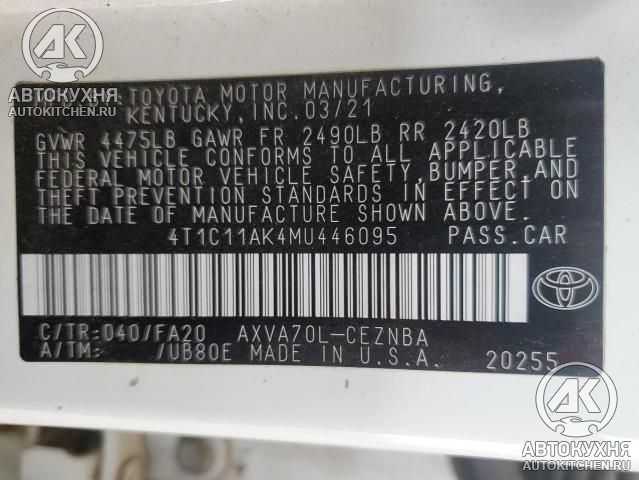 АК
АВТОКУХНЯ
AUTOKITCHEN.RU
TOYOTA MOTOR MANUFACTURING,
KENTUCKY, INC. 03/21
GVWR 4475LB GAWR FR 2490LB RR 2420LB
THIS VEHICLE CONFORMS TO ALL APPLICABLE
FEDERAL MOTOR VEHICLE SAFETY, BUMPER, AND
THEFT PREVENTION STANDARDS IN EFFECT ON
THE DATE OF MANUFACTURE SHOWN ABOVE.
4T1C11AK4MU446095 PASS.CAR
C/TR:040/FA20 AXVA70L-CEZNBA
A/TM: /UB80E MADE IN U.S.A. 20255
АК
АВТОКУХНЯ
AUTOKITCHEN.RU